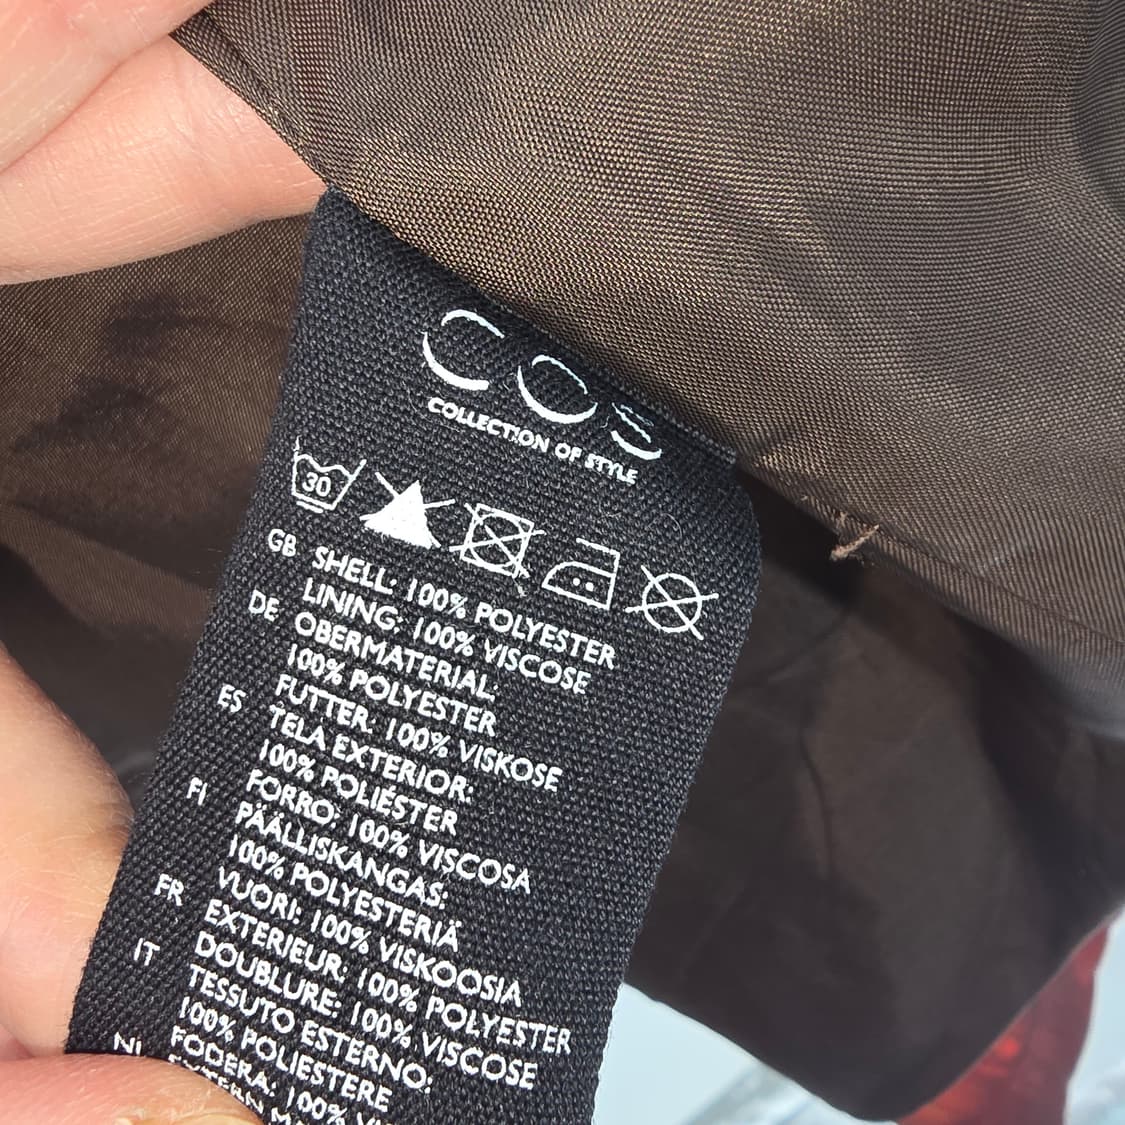 COS
COLLECTION OF STYLE
30
GB SHELL: 100% POLYESTER
LINING: 100% VISCOSE
DE OBERMATERIAL:
100% POLYESTER
FUTTER: 100% VISKOSE
ES TELA EXTERIOR:
100% POLIÉSTER
FORRO: 100% VISCOSA
FI PÄÄLLISKANGAS:
100% POLYESTERIÄ
VUORI: 100% VISKOOSIA
FR EXTERIEUR: 100% POLYESTER
DOUBLURE: 100% VISCOSE
IT TESSUTO ESTERNO:
100% POLIESTERE
FODERA: 100%